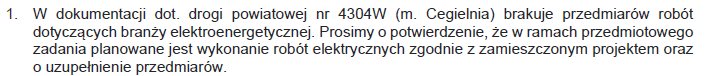 1. W dokumentacji dot. drogi powiatowej nr 4304W (m. Cegielnia) brakuje przedmiarów robót
dotyczących branży elektroenergetycznej. Prosimy o potwierdzenie, że w ramach przedmiotowego
zadania planowane jest wykonanie robót elektrycznych zgodnie z zamieszczonym projektem oraz
o uzupełnienie przedmiarów.